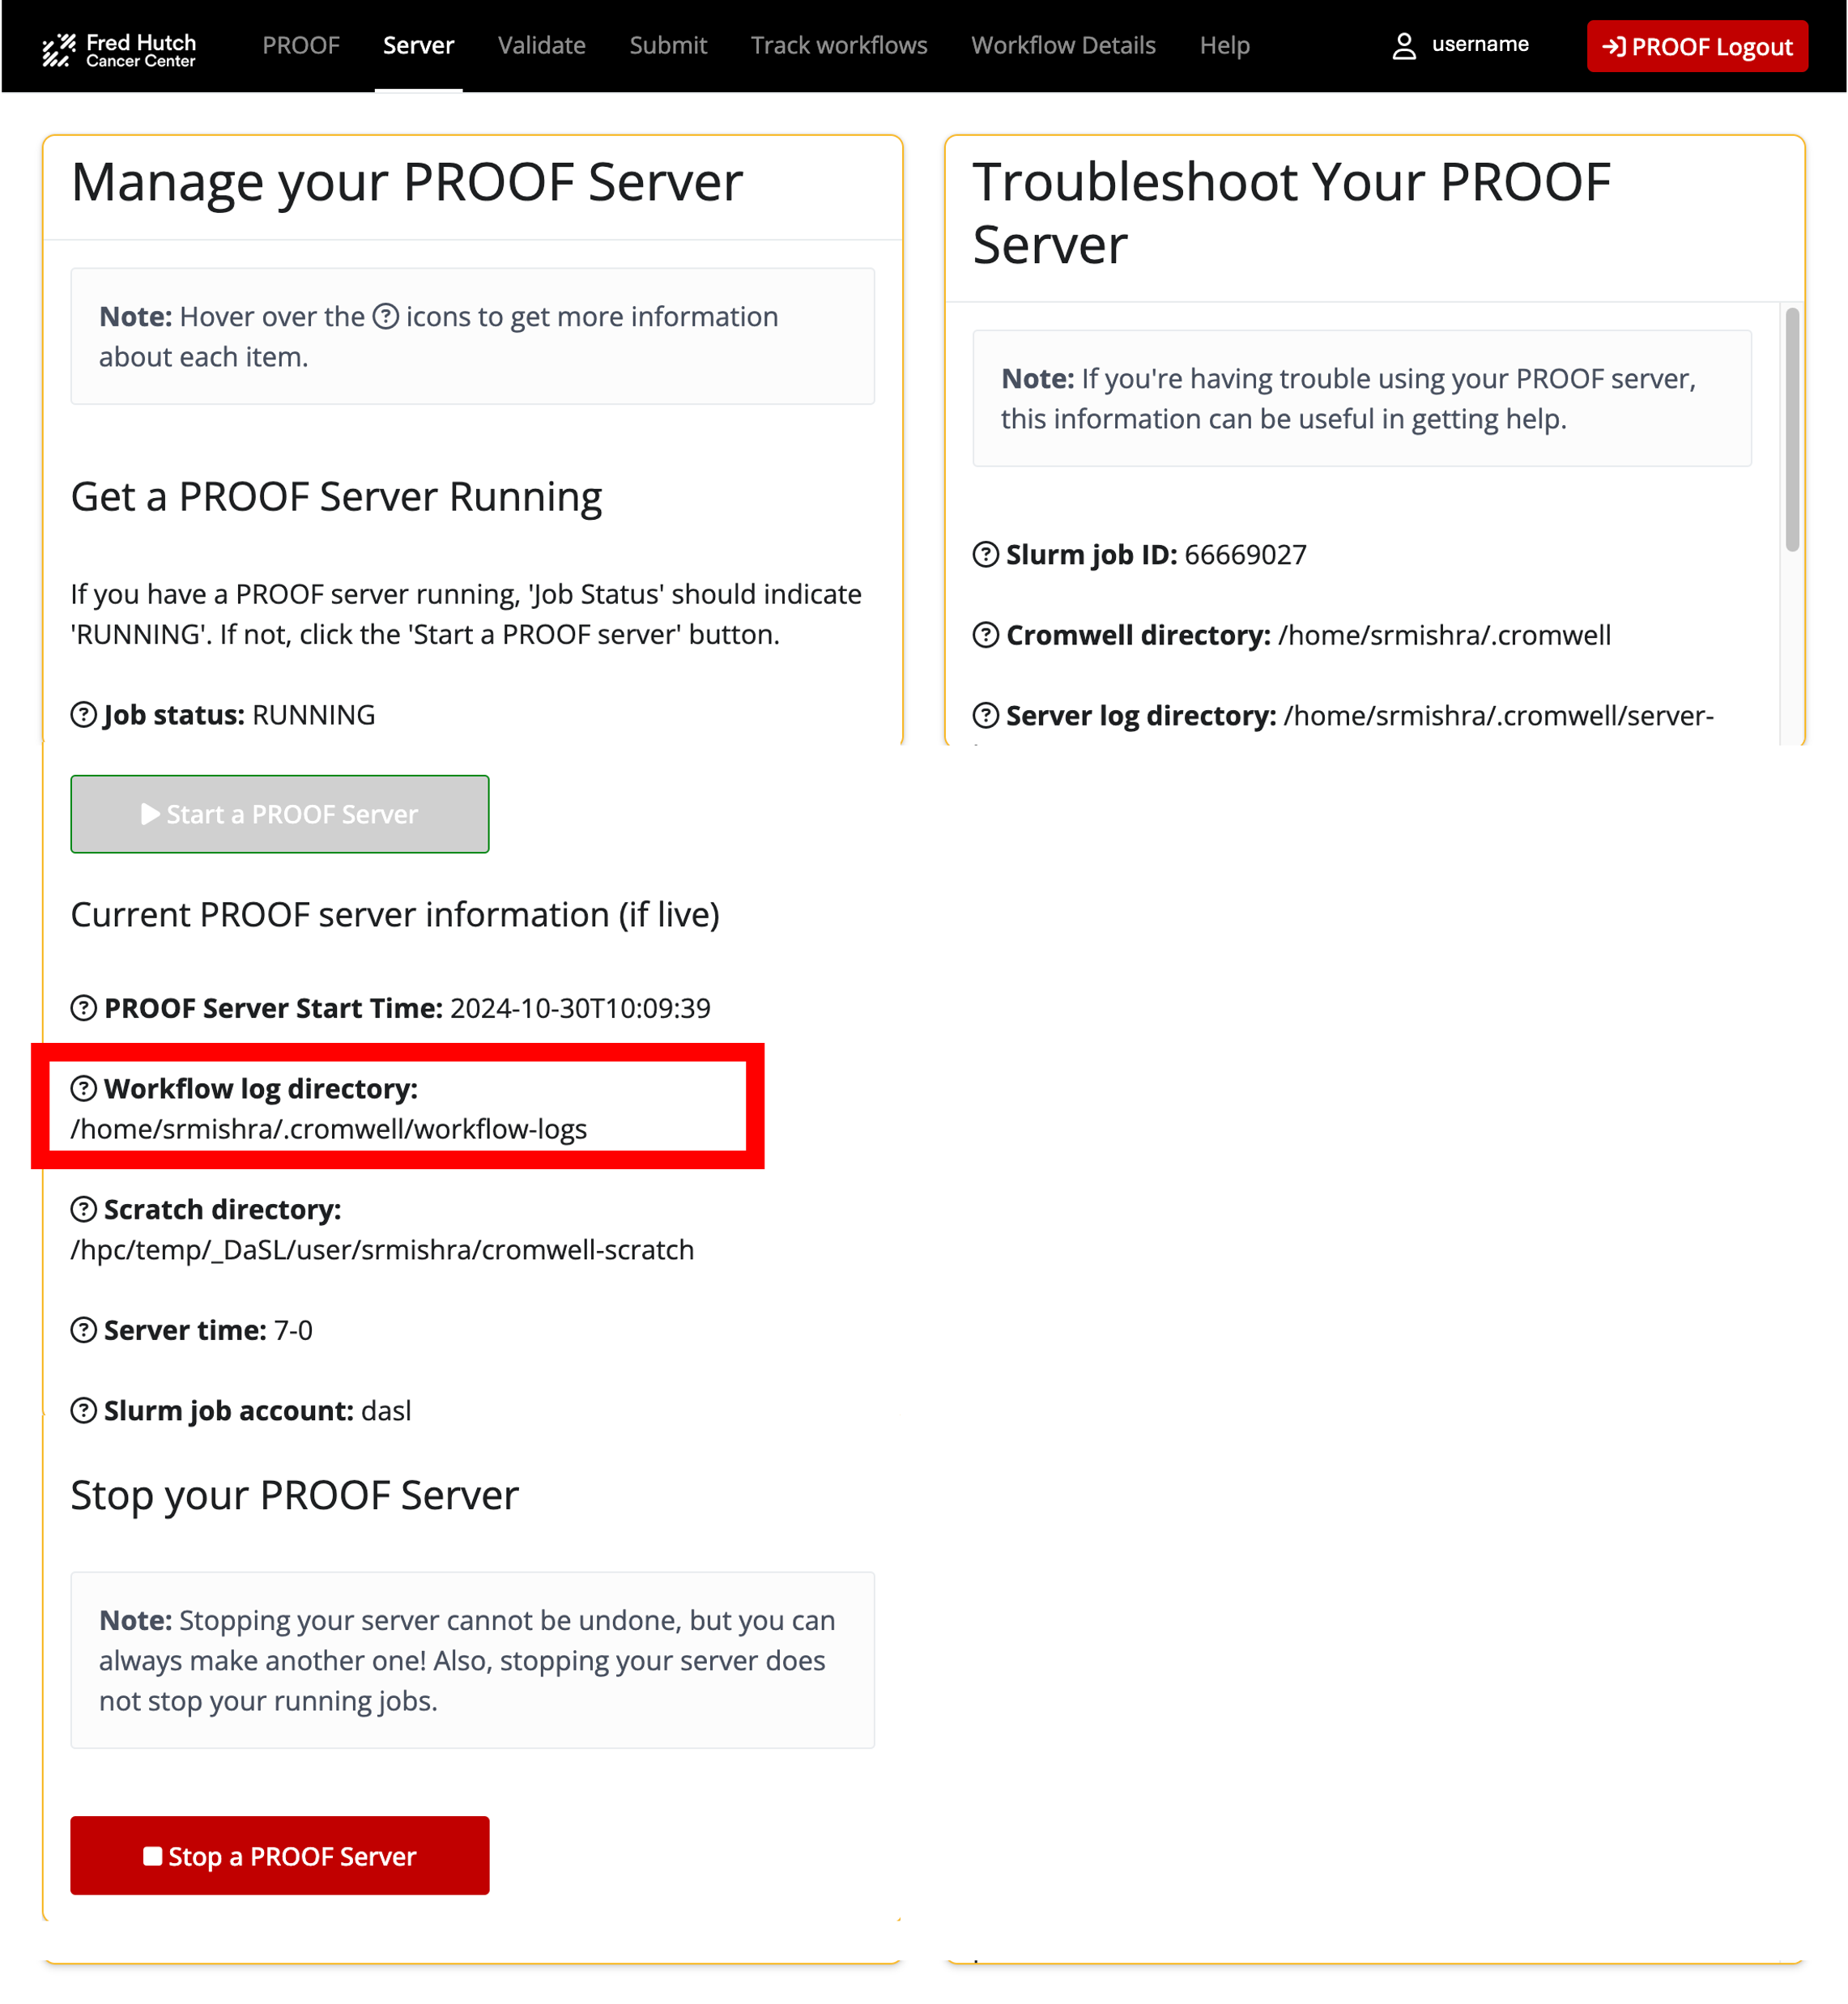 Fred Hutch
Cancer Center
PROOF
Server
Validate
Submit
Track workflows
Workflow Details
Help
username
PROOF Logout
Manage your PROOF Server
Note: Hover over the ? icons to get more information
about each item.
Get a PROOF Server Running
If you have a PROOF server running, 'Job Status' should indicate
'RUNNING'. If not, click the 'Start a PROOF server' button.
? Job status: RUNNING
Start a PROOF Server
Current PROOF server information (if live)
? PROOF Server Start Time: 2024-10-30T10:09:39
? Workflow log directory:
/home/srmishra/.cromwell/workflow-logs
? Scratch directory:
/hpc/temp/_DaSL/user/srmishra/cromwell-scratch
? Server time: 7-0
? Slurm job account: dasl
Stop your PROOF Server
Note: Stopping your server cannot be undone, but you can
always make another one! Also, stopping your server does
not stop your running jobs.
Stop a PROOF Server
Troubleshoot Your PROOF
Server
Note: If you're having trouble using your PROOF server,
this information can be useful in getting help.
? Slurm job ID: 66669027
? Cromwell directory: /home/srmishra/.cromwell
? Server log directory: /home/srmishra/.cromwell/server-